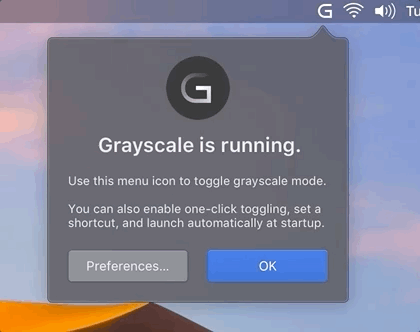 G Tu
G
Grayscale is running.
Use this menu icon to toggle grayscale mode.
You can also enable one-click toggling, set a
shortcut, and launch automatically at startup.
Preferences... OK